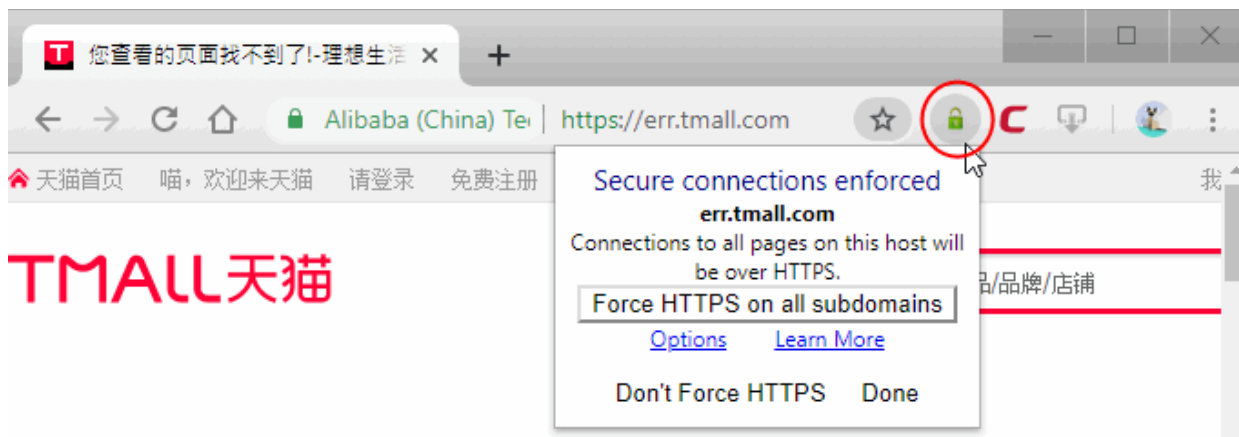 您查看的页面找不到了!-理想生活
Alibaba (China) Te
https://err.tmall.com
天猫首页 喵，欢迎来天猫 请登录 免费注册
我
Secure connections enforced
err.tmall.com
Connections to all pages on this host will
be over HTTPS.
Force HTTPS on all subdomains
Options Learn More
Don't Force HTTPS Done
TMALL天猫
品/品牌/店铺